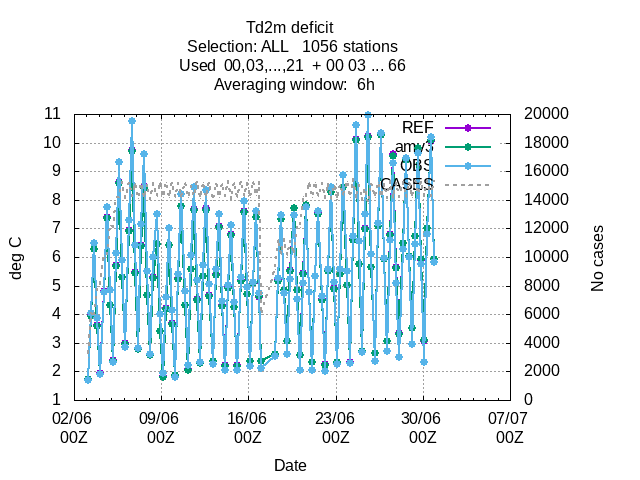 Td2m deficit
Selection: ALL   1056 stations
Used  00,03,...,21  + 00 03 ... 66
Averaging window:  6h
11 20000
10 18000
9 16000
8 14000
7 12000
6 10000
5 8000
4 6000
3 4000
2 2000
1 0
REF
amv3
OBS
CASES
deg C
No cases
02/06 09/06 16/06 23/06 30/06 07/07
00Z 00Z 00Z 00Z 00Z 00Z
Date